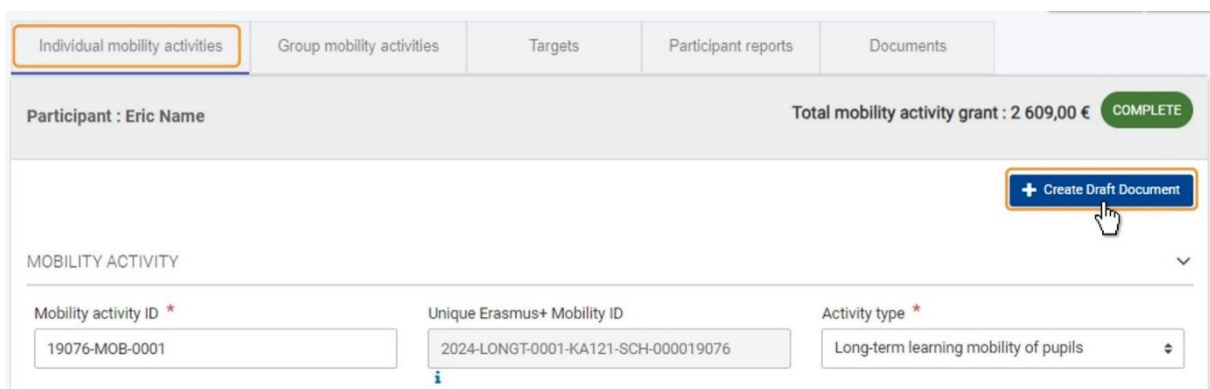 Individual mobility activities
Group mobility activities
Targets
Participant reports
Documents
Participant : Eric Name
Total mobility activity grant : 2 609,00 €
COMPLETE
+ Create Draft Document
MOBILITY ACTIVITY
Mobility activity ID *
Unique Erasmus+ Mobility ID
Activity type *
19076-MOB-0001
2024-LONGT-0001-KA121-SCH-000019076
Long-term learning mobility of pupils
i